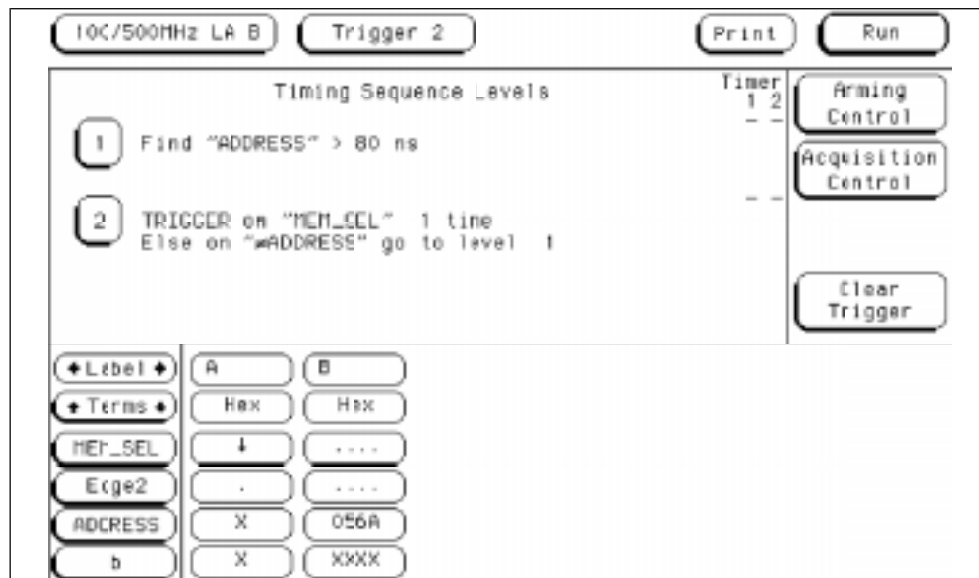 100/500MHz LA B Trigger 2 Print Run
Timing Sequence Levels
Timer
1 2
Arming
Control
- -
1 Find "ADDRESS" > 80 ns
Acquisition
Control
- -
2 TRIGGER on "MEM_SEL" 1 time
Else on "≠ADDRESS" go to level 1
Clear
Trigger
Label A B
Terms Hex Hex
MEM_SEL ↓ ....
Edge2 . ....
ADDRESS X 056A
b X XXXX